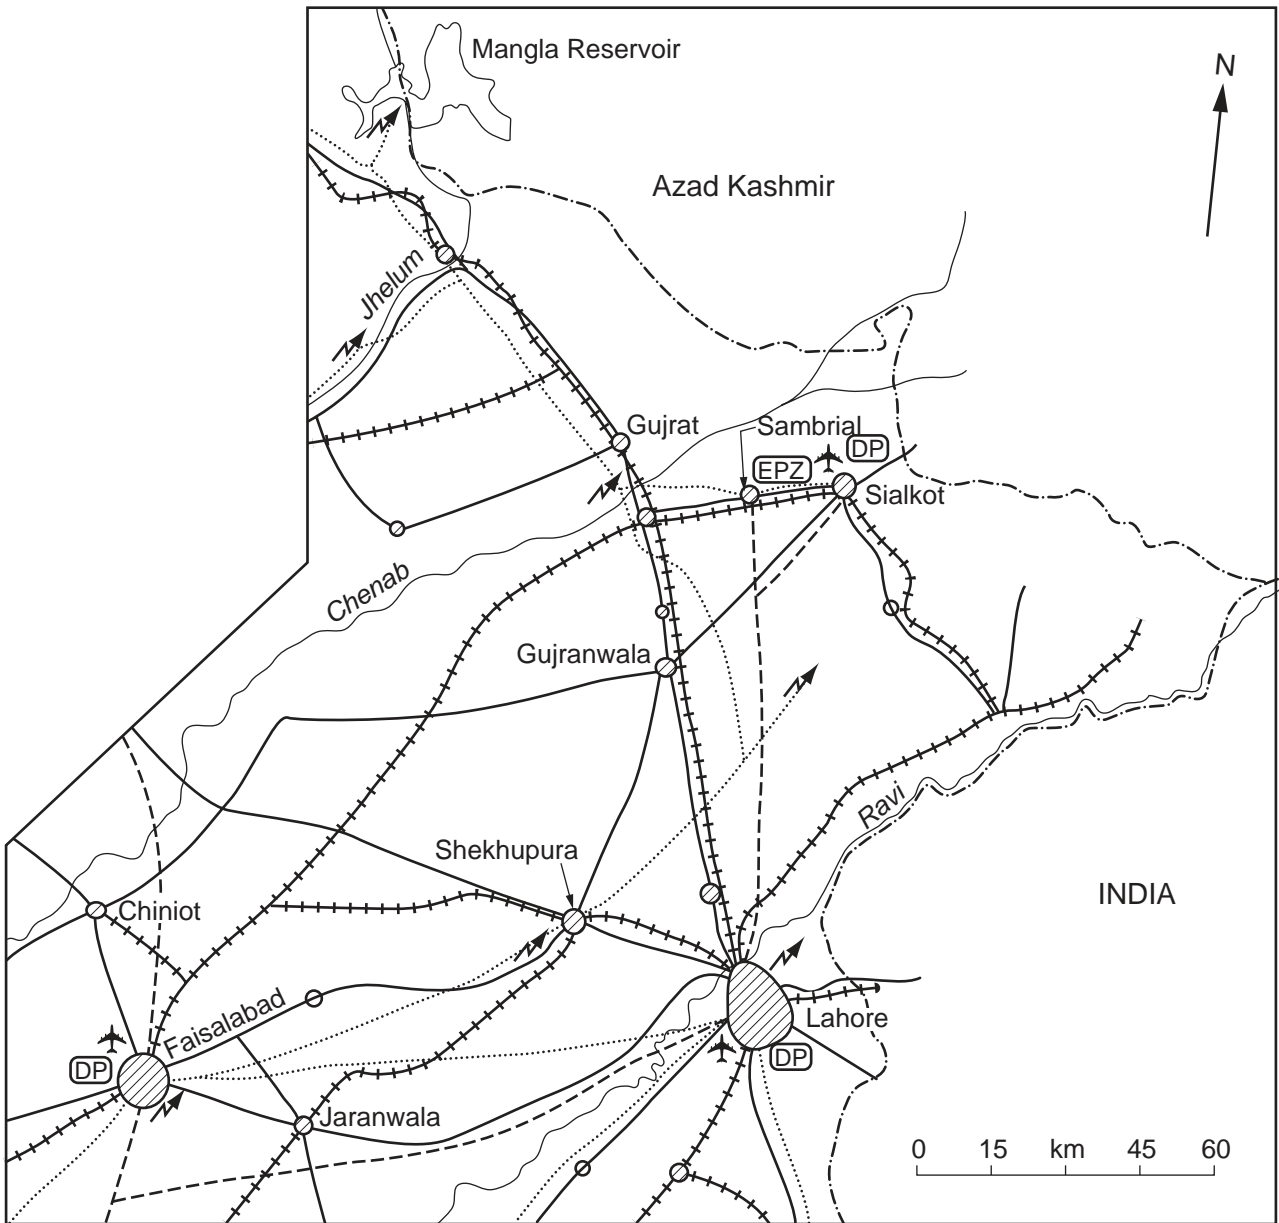 Mangla Reservoir
N
Azad Kashmir
Jhelum
Gujrat
Sambrial
DP
EPZ
Sialkot
Chenab
Gujranwala
Ravi
Shekhupura
INDIA
Chiniot
Faisalabad
Lahore
DP
DP
Jaranwala
0 15 km 45 60